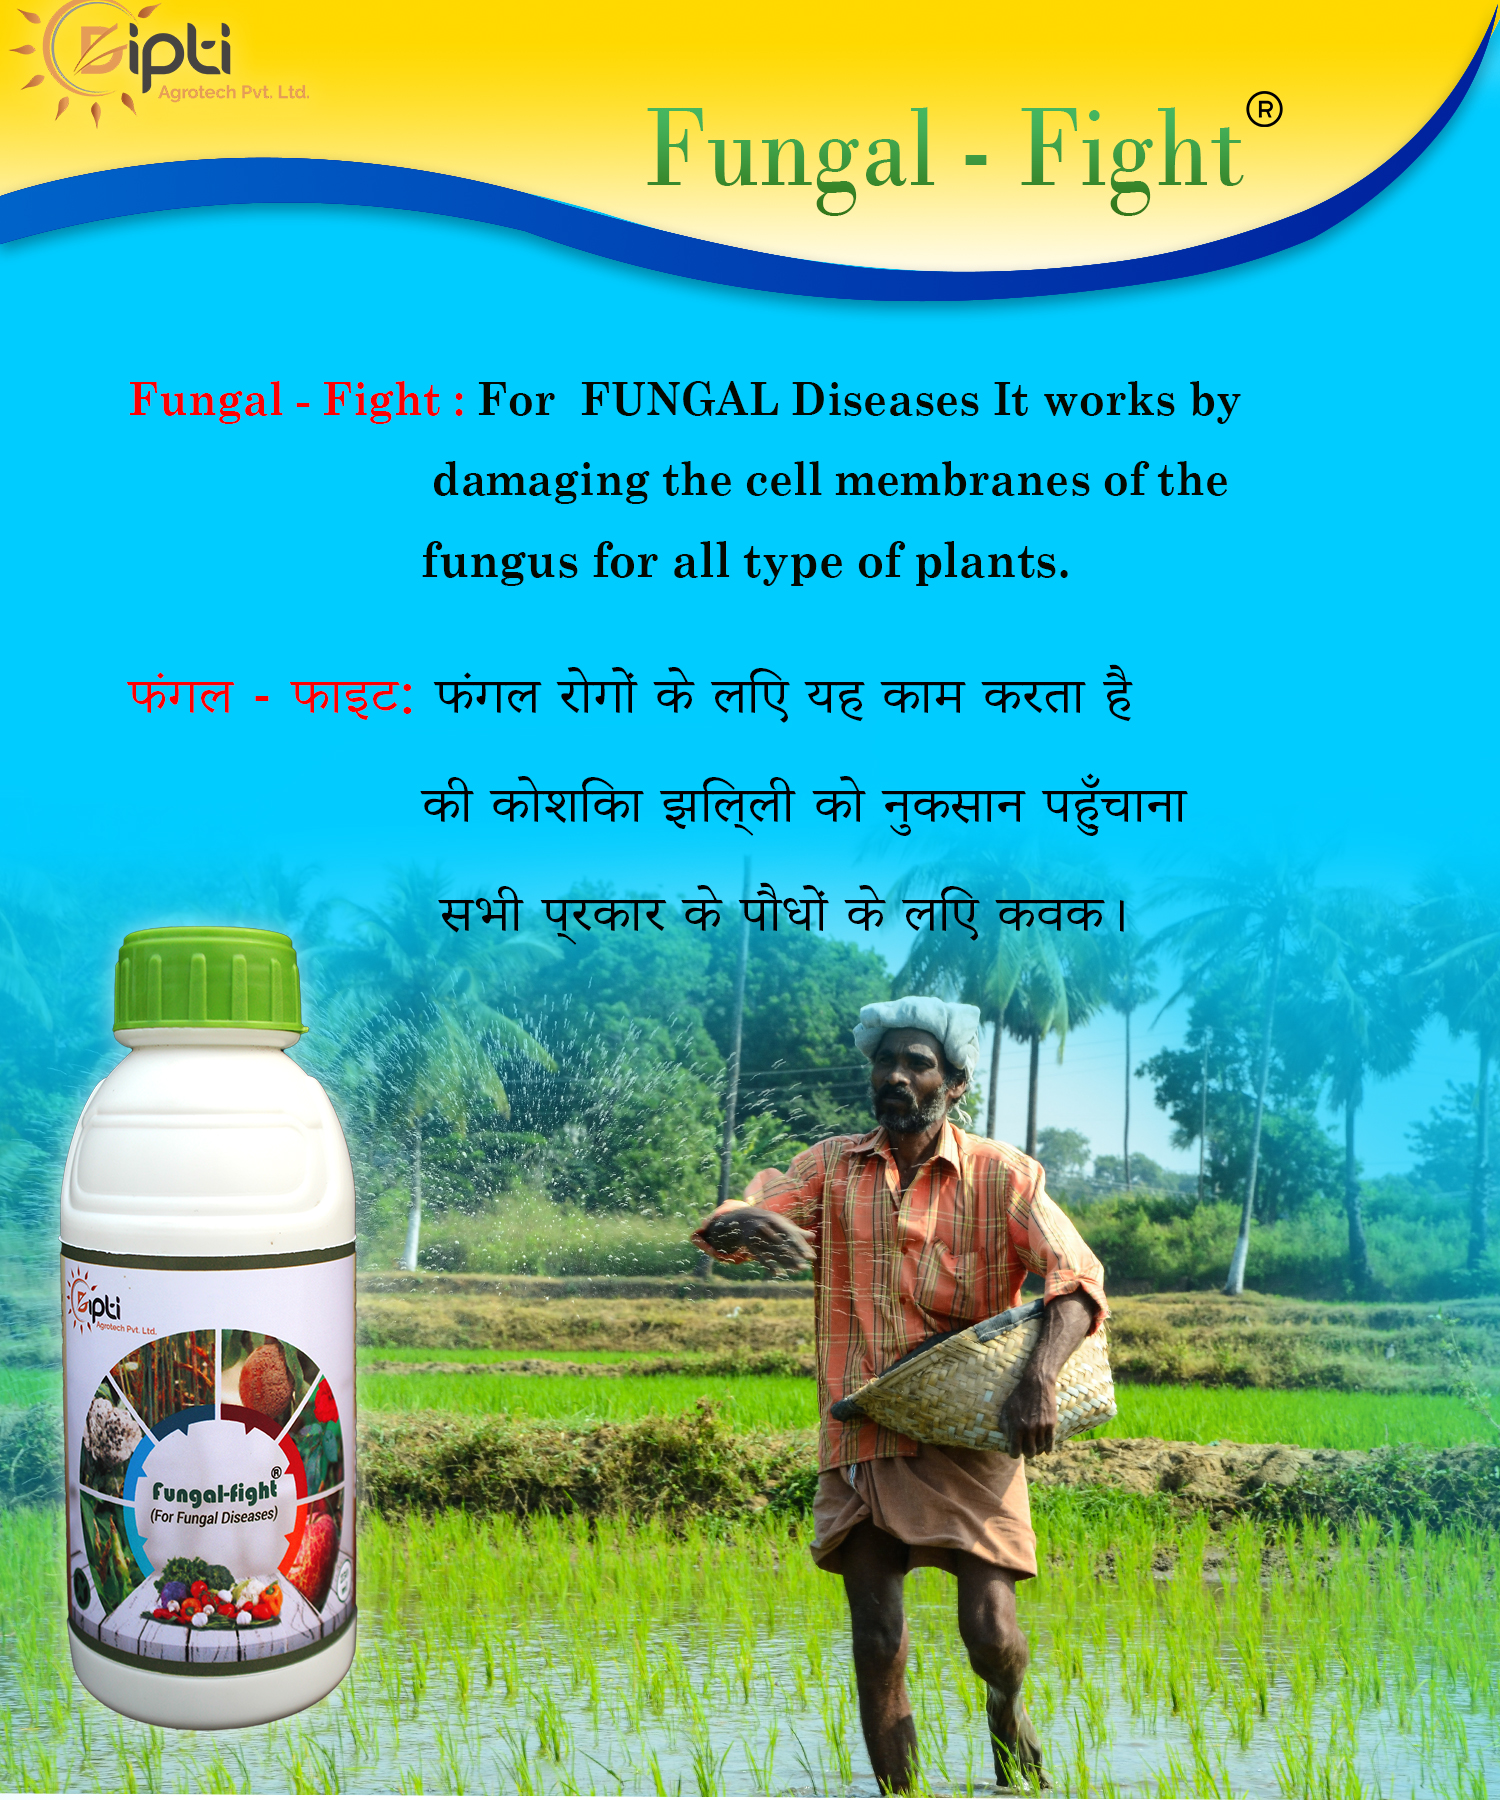 Dipti
Agrotech Pvt. Ltd.
Fungal - Fight®
Fungal - Fight : For FUNGAL Diseases It works by
damaging the cell membranes of the
fungus for all type of plants.
फंगल - फाइट: फंगल रोगों के लिए यह काम करता है
की कोशिका झिल्ली को नुकसान पहुँचाना
सभी प्रकार के पौधों के लिए कवक।
Dipti
Agrotech Pvt. Ltd.
Fungal-fight®
(For Fungal Diseases)